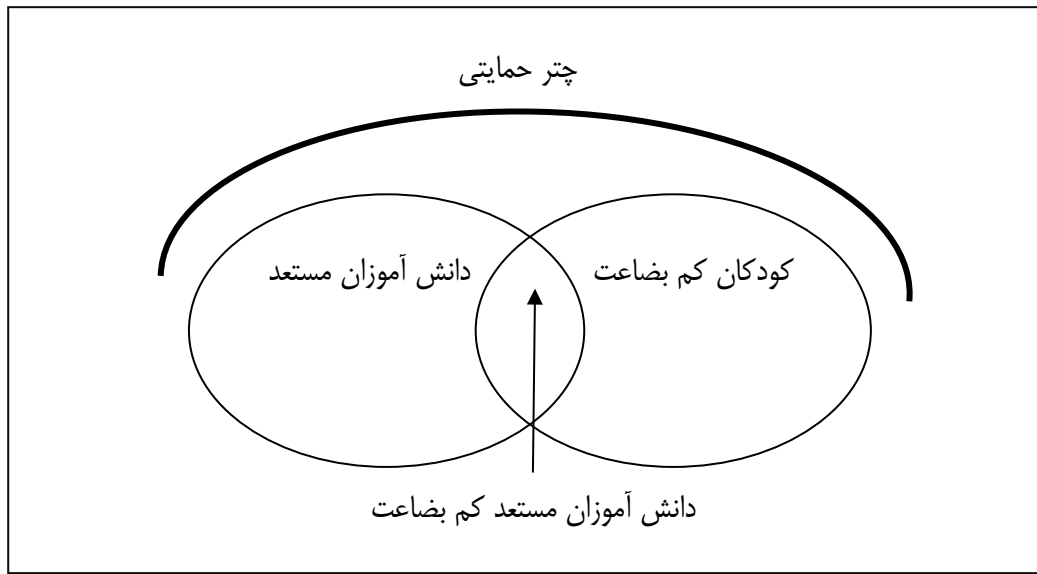 چتر حمایتی
کودکان کم بضاعت
دانش آموزان مستعد
دانش آموزان مستعد کم بضاعت